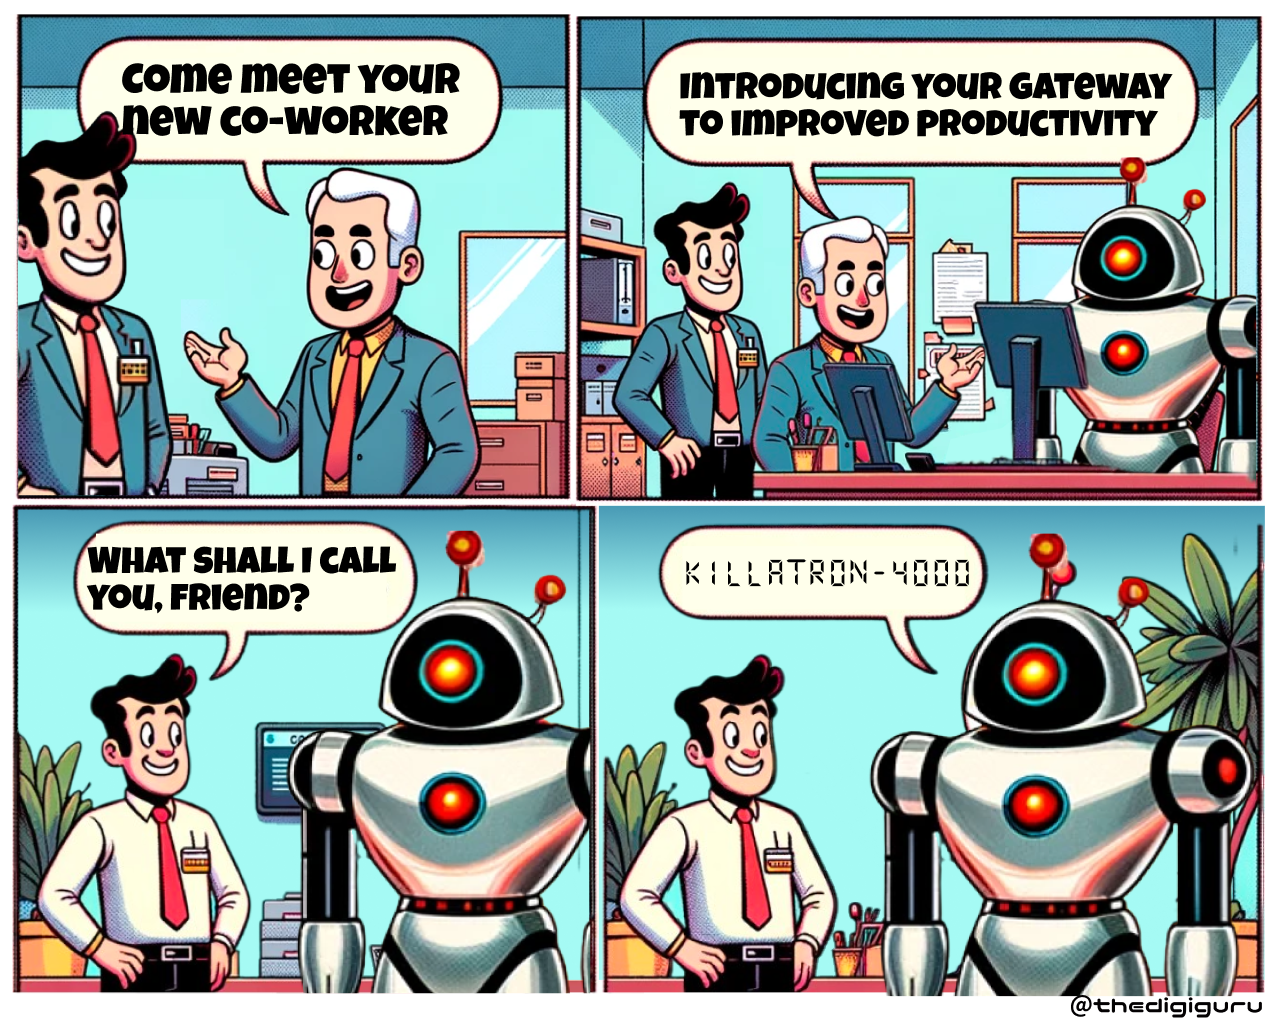 Come meet your
new co-worker
Introducing your gateway
to improved productivity
What shall I call
you, friend?
KILLATRON-4000
@thedigiguru